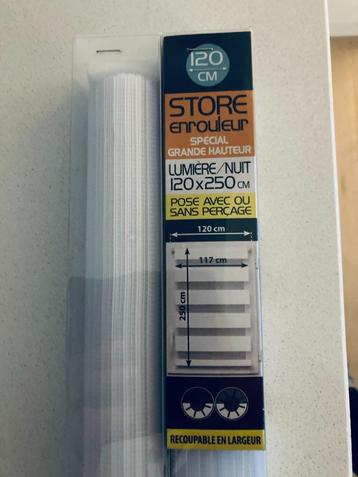 120
CM
STORE
enrouleur
SPÉCIAL
GRANDE HAUTEUR
LUMIÈRE/NUIT
120x250 CM
POSE AVEC OU
SANS PERÇAGE
120 cm
117 cm
250 cm
RECOUPABLE EN LARGEUR